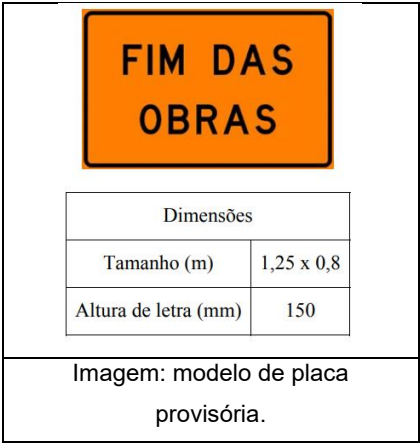 FIM DAS
OBRAS
Dimensões
Tamanho (m) 1,25 x 0,8
Altura de letra (mm) 150
Imagem: modelo de placa
provisória.